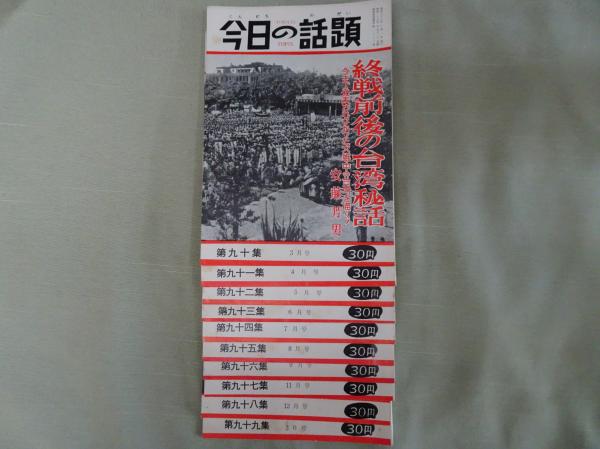 今日の話題
終戦前後の台湾秘話
第九十集 3月号 30円
第九十一集 4月号 30円
第九十二集 5月号 30円
第九十三集 6月号 30円
第九十四集 7月号 30円
第九十五集 8月号 30円
第九十六集 9月号 30円
第九十七集 11月号 30円
第九十八集 12月号 30円
第九十九集 30円